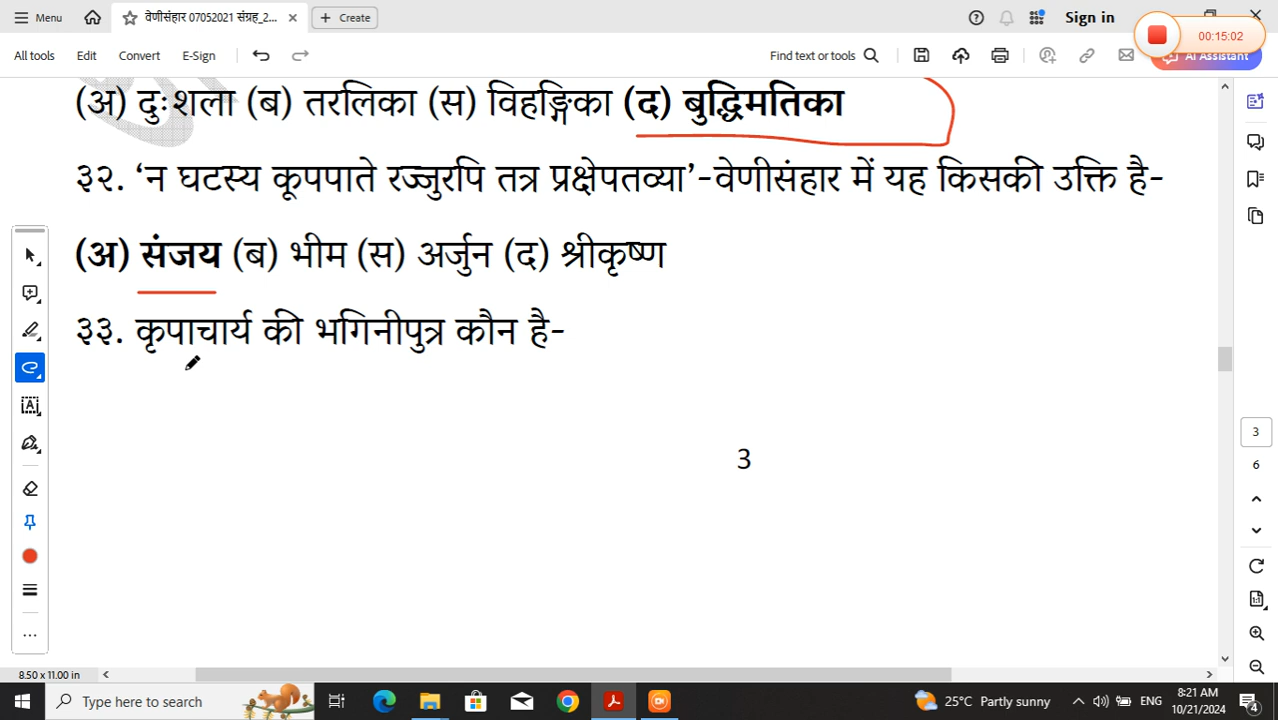 Menu वेणीसंहार 07052021 संग्रह_2... Create Sign in 00:15:02
All tools Edit Convert E-Sign Find text or tools AI Assistant
(अ) दुःशला (ब) तरलिका (स) विहङ्गिका (द) बुद्धिमतिका
३२. ‘न घटस्य कूपपाते रज्जुरपि तत्र प्रक्षेपतव्या’-वेणीसंहार में यह किसकी उक्ति है-
(अ) संजय (ब) भीम (स) अर्जुन (द) श्रीकृष्ण
३३. कृपाचार्य की भगिनीपुत्र कौन है-
3
3
6
8.50 x 11.00 in
Type here to search 25°C Partly sunny ENG 8:21 AM
10/21/2024 4